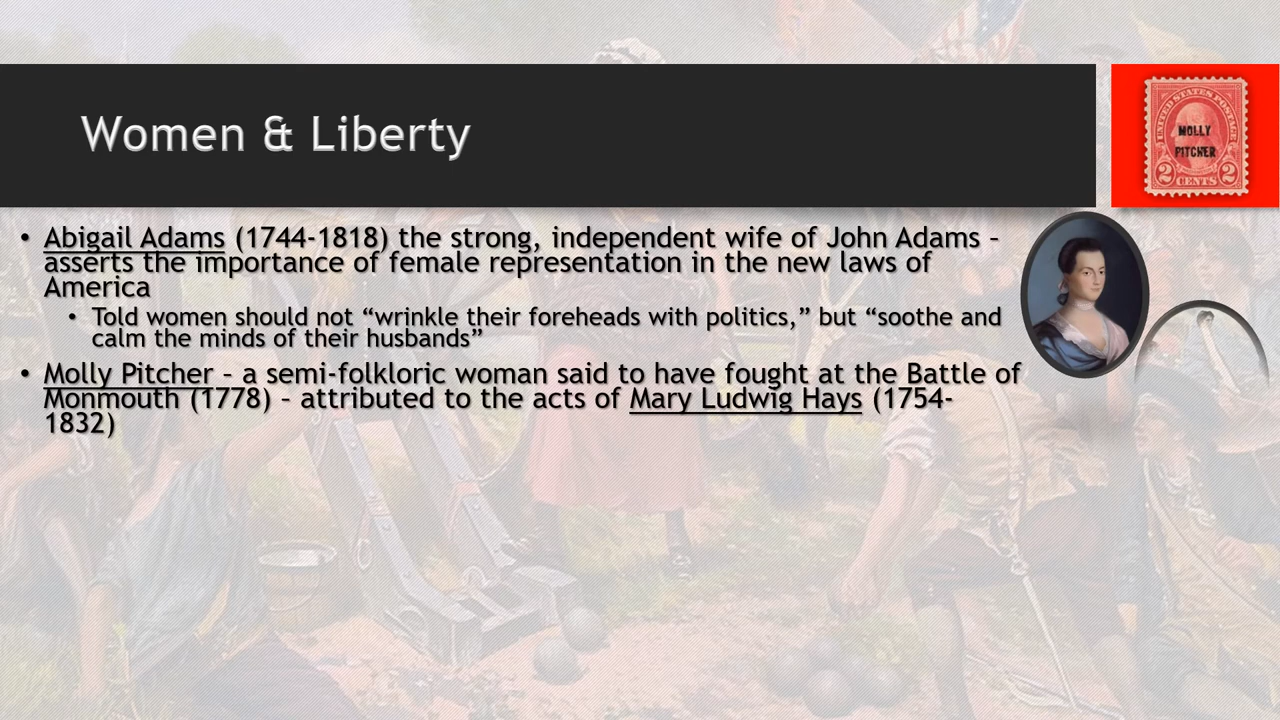 Women & Liberty
UNITED STATES POSTAGE
MOLLY
PITCHER
2 CENTS 2
• Abigail Adams (1744-1818) the strong, independent wife of John Adams –
asserts the importance of female representation in the new laws of
America
• Told women should not “wrinkle their foreheads with politics,” but “soothe and
calm the minds of their husbands”
• Molly Pitcher – a semi-folkloric woman said to have fought at the Battle of
Monmouth (1778) – attributed to the acts of Mary Ludwig Hays (1754-
1832)